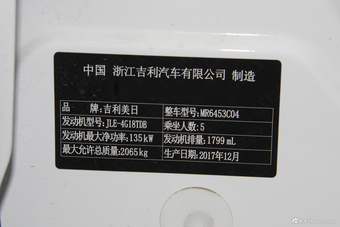 中国 浙江吉利汽车有限公司 制造
品 牌:吉利美日 整车型号:MR6453C04
发动机型号:JLE-4G18TDB 乘坐人数:5
发动机最大净功率:135kW 发动机排量:1799mL
最大允许总质量:2065kg 生产日期:2017年12月